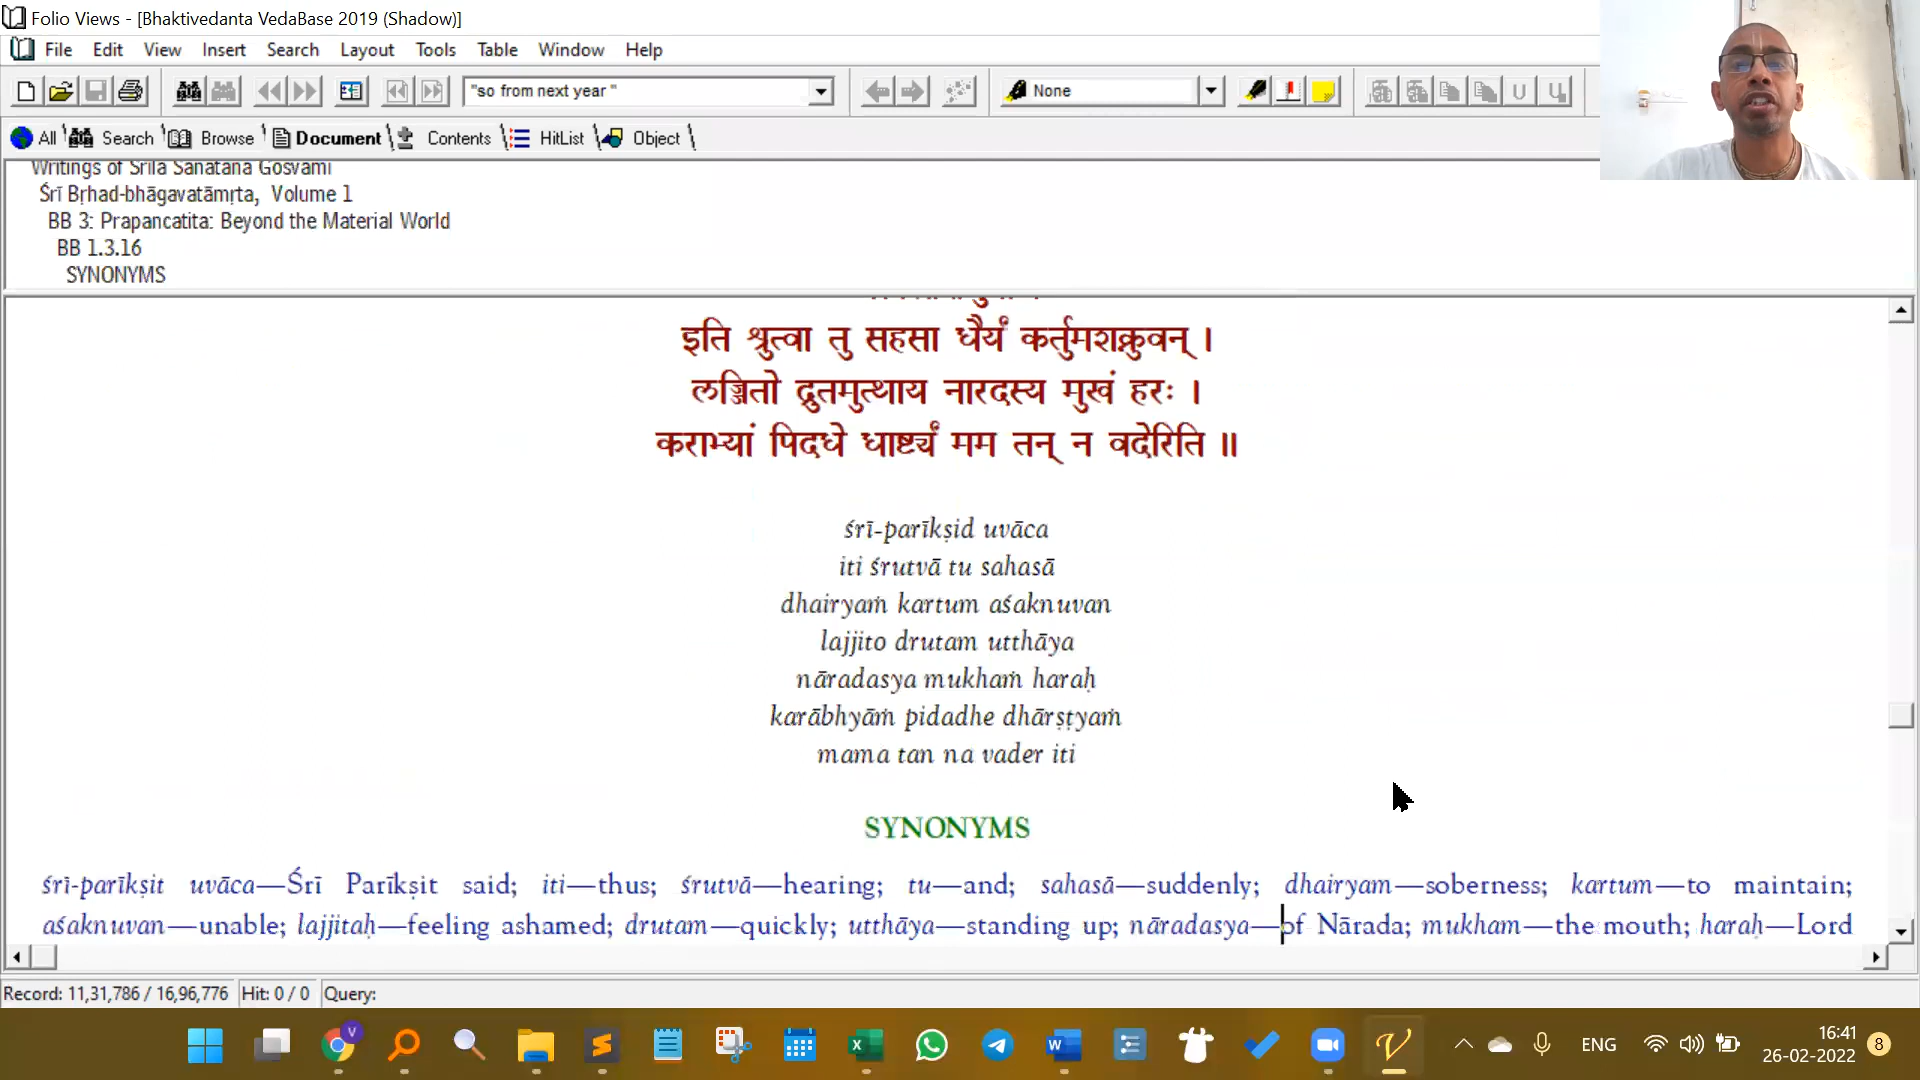 Folio Views - [Bhaktivedanta VedaBase 2019 (Shadow)]
File Edit View Insert Search Layout Tools Table Window Help
"so from next year "
None
All Search Browse Document Contents HitList Object
Writings of Srila Sanatana Gosvami
Śrī Bṛhad-bhāgavatāmṛta, Volume 1
BB 3: Prapancatita: Beyond the Material World
BB 1.3.16
SYNONYMS
इति श्रुत्वा तु सहसा धैर्यं कर्तुमशक्नुवन् ।
लज्जितो द्रुतमुत्थाय नारदस्य मुखं हरः ।
कराभ्यां पिदधे धार्ष्ट्यं मम तन् न वदेरिति ॥
śrī-parīkṣid uvāca
iti śrutvā tu sahasā
dhairyaṁ kartum aśaknuvan
lajjito drutam utthāya
nāradasya mukhaṁ haraḥ
karābhyāṁ pidadhe dhārṣṭyaṁ
mama tan na vader iti
SYNONYMS
śrī-parīkṣit uvāca—Śrī Parīkṣit said; iti—thus; śrutvā—hearing; tu—and; sahasā—suddenly; dhairyam—soberness; kartum—to maintain;
aśaknuvan—unable; lajjitaḥ—feeling ashamed; drutam—quickly; utthāya—standing up; nāradasya—of Nārada; mukham—the mouth; haraḥ—Lord
Record: 11,31,786 / 16,96,776 Hit: 0 / 0 Query:
ENG
16:41
26-02-2022
8